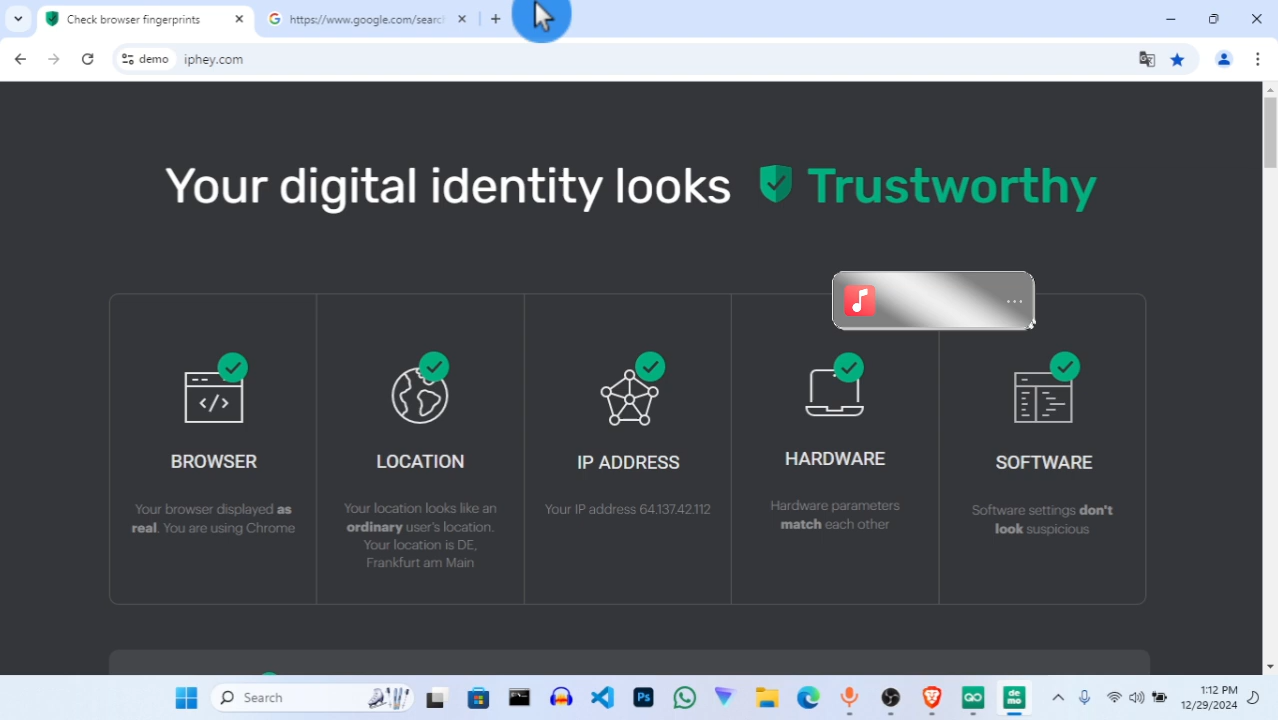 Check browser fingerprints
https://www.google.com/searc
demo
iphey.com
Your digital identity looks Trustworthy
BROWSER
Your browser displayed as
real. You are using Chrome
LOCATION
Your location looks like an
ordinary user's location.
Your location is DE,
Frankfurt am Main
IP ADDRESS
Your IP address 64.137.42.112
HARDWARE
Hardware parameters
match each other
SOFTWARE
Software settings don't
look suspicious
Search
Ps
de
mo
1:12 PM
12/29/2024